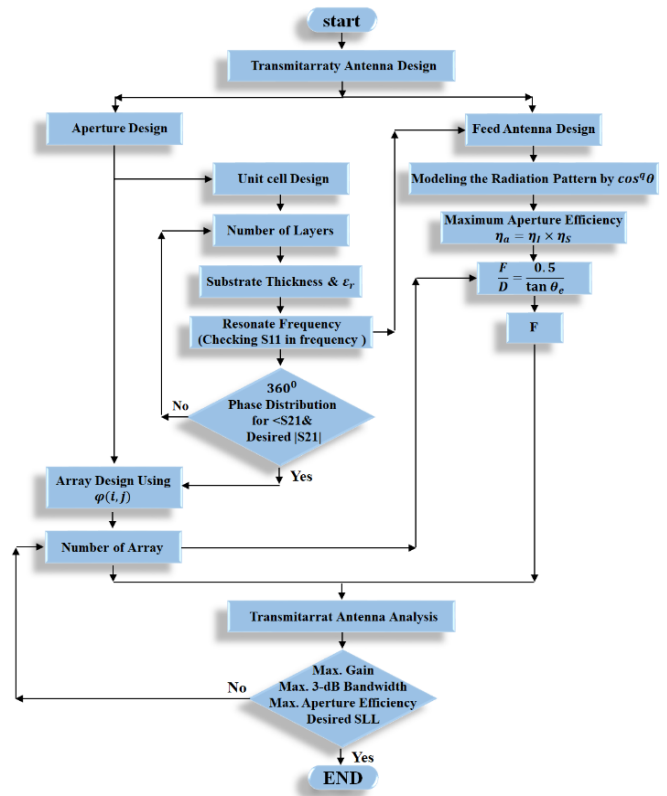 start
Transmitarraty Antenna Design
Aperture Design
Feed Antenna Design
Unit cell Design
Modeling the Radiation Pattern by cos^qθ
Number of Layers
Maximum Aperture Efficiency
η_a = η_I × η_S
Substrate Thickness & ε_r
F/D = 0.5/tan θ_e
Resonate Frequency
(Checking S11 in frequency )
F
360⁰
Phase Distribution
for <S21&
Desired |S21|
No
Yes
Array Design Using
φ(i,j)
Number of Array
Transmitarrat Antenna Analysis
Max. Gain
Max. 3-dB Bandwidth
Max. Aperture Efficiency
Desired SLL
No
Yes
END